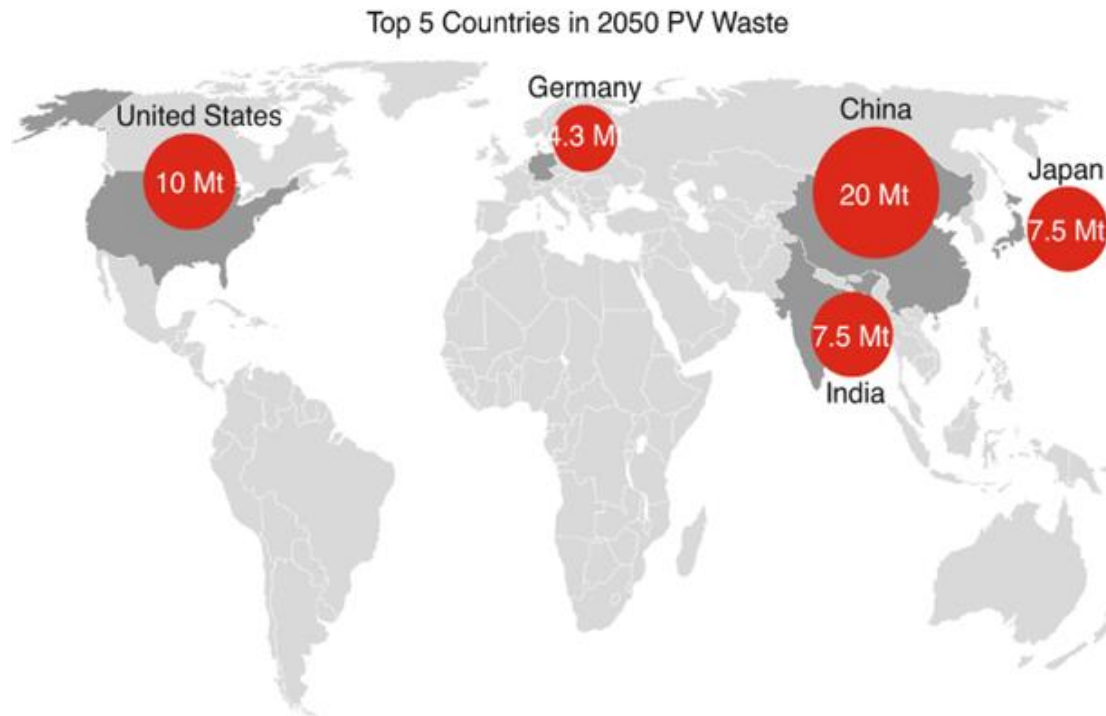 Top 5 Countries in 2050 PV Waste
United States
10 Mt
Germany
4.3 Mt
China
20 Mt
Japan
7.5 Mt
7.5 Mt
India